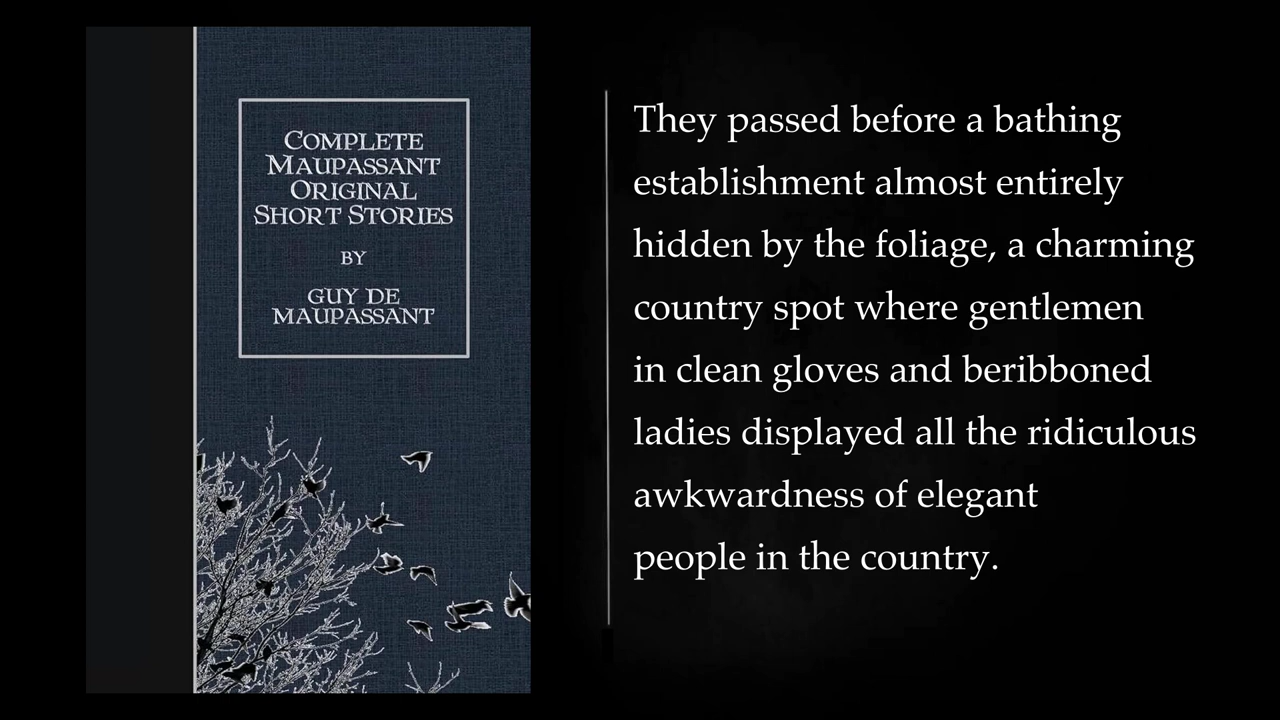 COMPLETE
MAUPASSANT
ORIGINAL
SHORT STORIES
BY
GUY DE
MAUPASSANT
They passed before a bathing
establishment almost entirely
hidden by the foliage, a charming
country spot where gentlemen
in clean gloves and beribboned
ladies displayed all the ridiculous
awkwardness of elegant
people in the country.